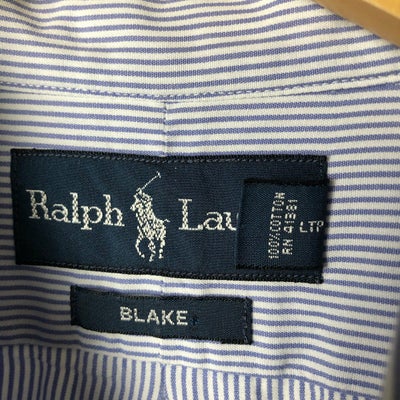 Ralph Lau
100% COTTON
RN 41381
LTP
BLAKE